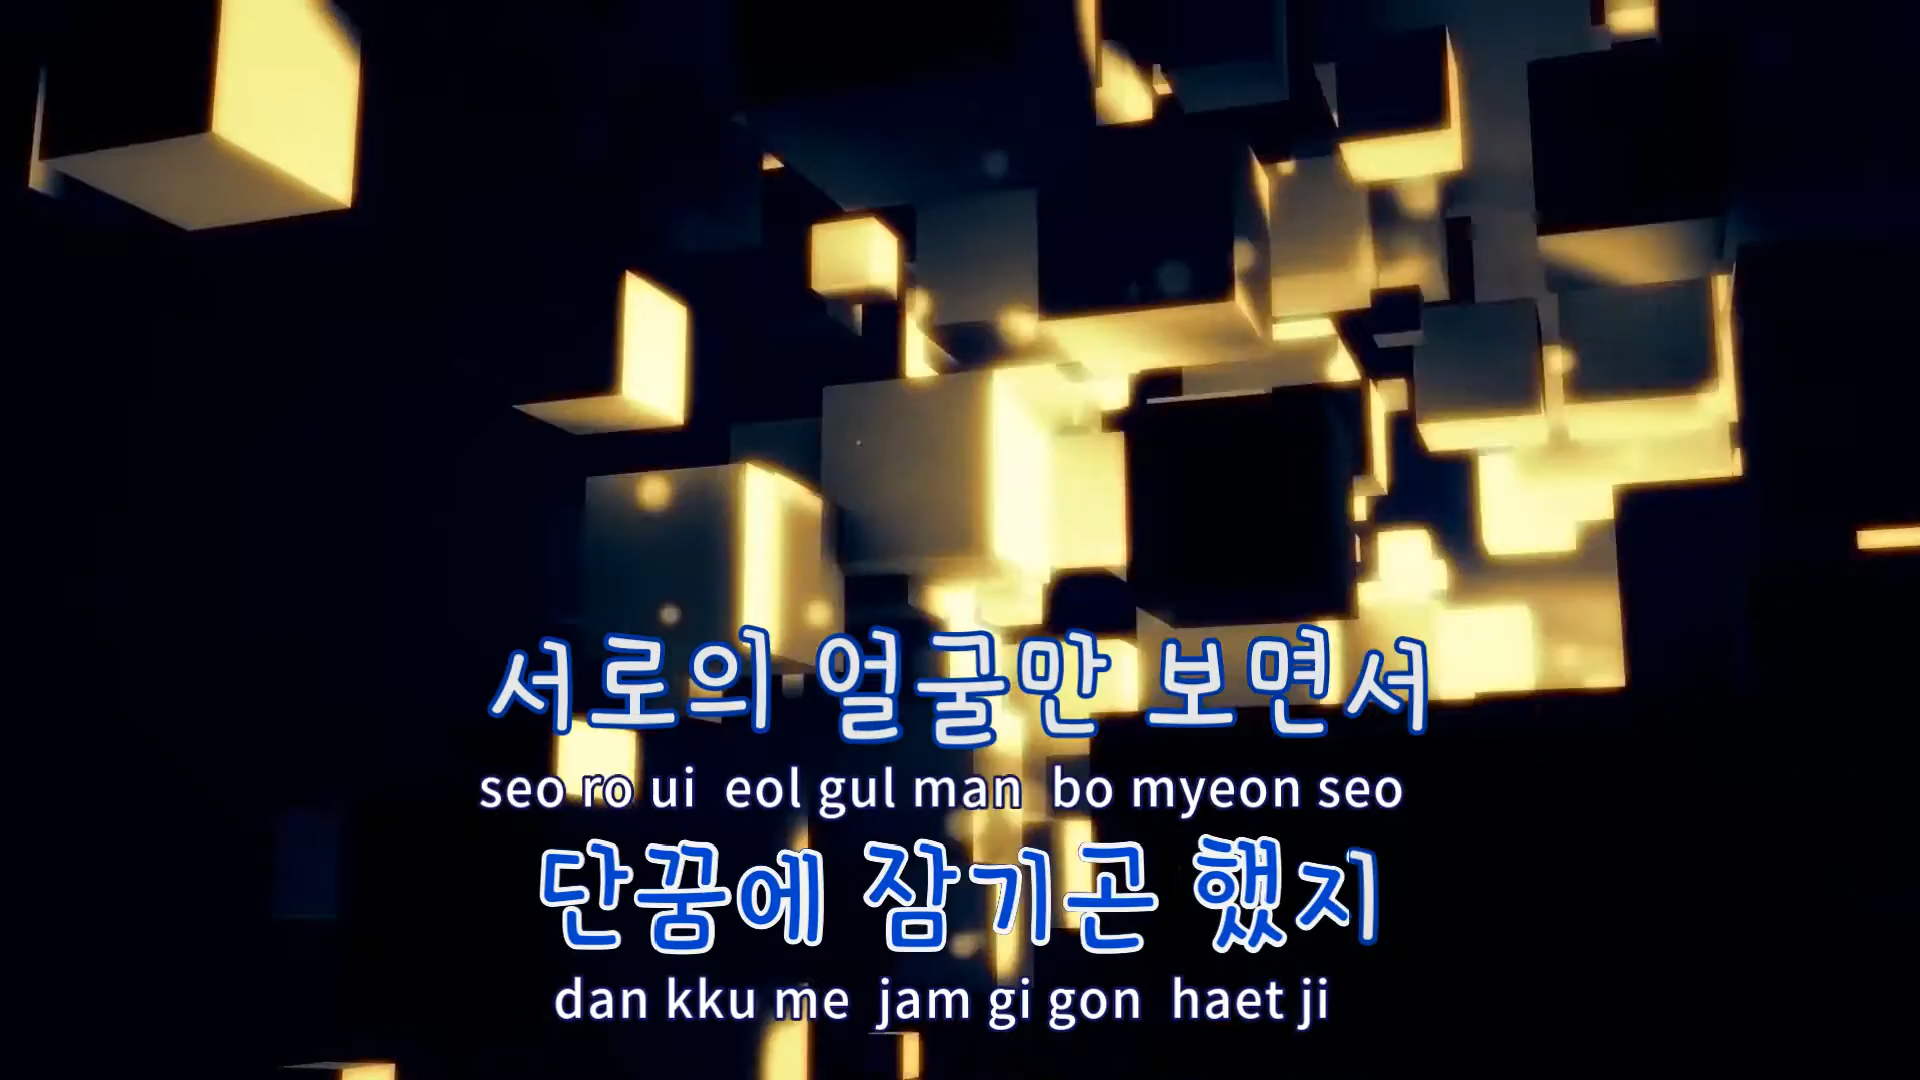 서로의 얼굴만 보면서
seo ro ui eol gul man bo myeon seo
단꿈에 잠기곤 했지
dan kku me jam gi gon haet ji